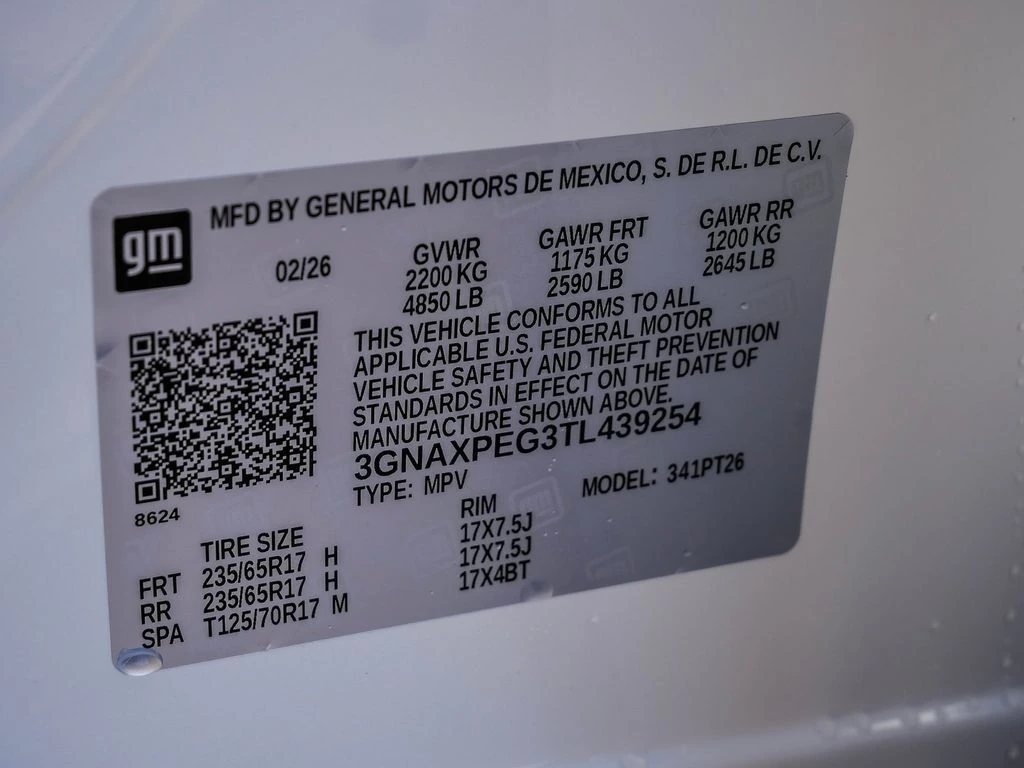 MFD BY GENERAL MOTORS DE MEXICO, S. DE R.L. DE C.V.
gm
02/26
GVWR
2200 KG
4850 LB
GAWR FRT
1175 KG
2590 LB
GAWR RR
1200 KG
2645 LB
THIS VEHICLE CONFORMS TO ALL
APPLICABLE U.S. FEDERAL MOTOR
VEHICLE SAFETY AND THEFT PREVENTION
STANDARDS IN EFFECT ON THE DATE OF
MANUFACTURE SHOWN ABOVE.
3GNAXPEG3TL439254
TYPE: MPV MODEL: 341PT26
8624
TIRE SIZE RIM
FRT 235/65R17 H 17X7.5J
RR 235/65R17 H 17X7.5J
SPA T125/70R17 M 17X4BT